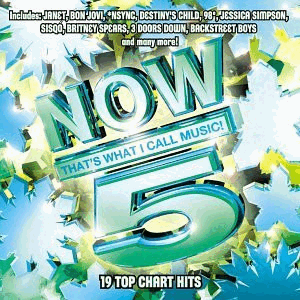 Includes: JANET, BON JOVI, *NSYNC, DESTINY'S CHILD, 98°, JESSICA SIMPSON,
SISQO, BRITNEY SPEARS, 3 DOORS DOWN, BACKSTREET BOYS
and many more!
NOW
THAT'S WHAT I CALL MUSIC!
5
19 TOP CHART HITS